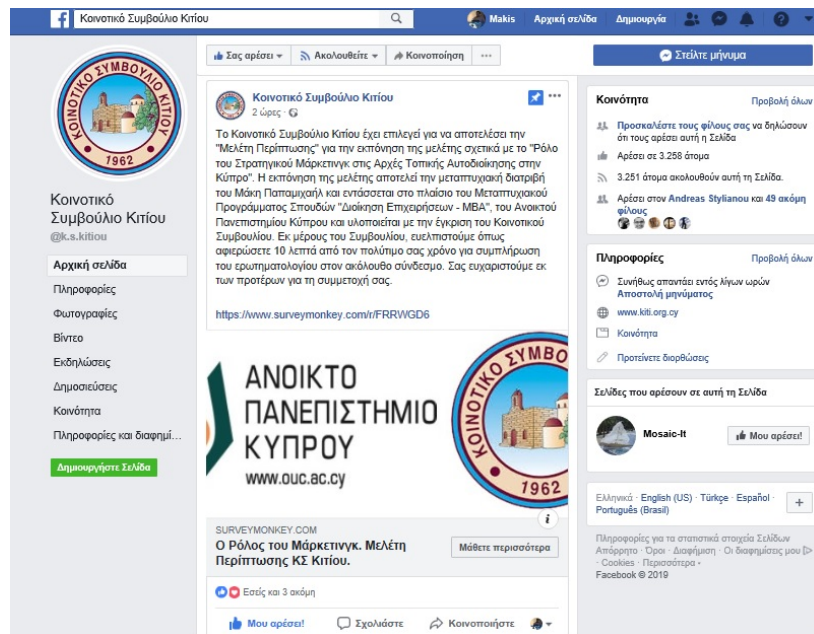 Κοινοτικό Συμβούλιο Κιτίου
Makis
Αρχική σελίδα
Δημιουργία
ΚΟΙΝΟΤΙΚΟ ΣΥΜΒΟΥΛΙΟ ΚΙΤΙΟΥ
1962
Κοινοτικό
Συμβούλιο Κιτίου
@k.s.kitiou
Αρχική σελίδα
Πληροφορίες
Φωτογραφίες
Βίντεο
Εκδηλώσεις
Δημοσιεύσεις
Κοινότητα
Πληροφορίες και διαφημί...
Δημιουργήστε Σελίδα
Σας αρέσει
Ακολουθείτε
Κοινοποίηση
Κοινοτικό Συμβούλιο Κιτίου
2 ώρες ·
Το Κοινοτικό Συμβούλιο Κιτίου έχει επιλεγεί για να αποτελέσει την
"Μελέτη Περίπτωσης" για την εκπόνηση της μελέτης σχετικά με το "Ρόλο
του Στρατηγικού Μάρκετινγκ στις Αρχές Τοπικής Αυτοδιοίκησης στην
Κύπρο". Η εκπόνηση της μελέτης αποτελεί την μεταπτυχιακή διατριβή
του Μάκη Παπαμιχαήλ και εντάσσεται στο πλαίσιο του Μεταπτυχιακού
Προγράμματος Σπουδών "Διοίκηση Επιχειρήσεων - MBA", του Ανοικτού
Πανεπιστημίου Κύπρου και υλοποιείται με την έγκριση του Κοινοτικού
Συμβουλίου. Εκ μέρους του Συμβουλίου, ευελπιστούμε όπως
αφιερώσετε 10 λεπτά από τον πολύτιμο σας χρόνο για συμπλήρωση
του ερωτηματολογίου στον ακόλουθο σύνδεσμο. Σας ευχαριστούμε εκ
των προτέρων για τη συμμετοχή σας.
https://www.surveymonkey.com/r/FRRWGD6
ΑΝΟΙΚΤΟ
ΠΑΝΕΠΙΣΤΗΜΙΟ
ΚΥΠΡΟΥ
www.ouc.ac.cy
ΚΟΙΝΟΤΙΚΟ ΣΥΜΒΟ
1962
SURVEYMONKEY.COM
Ο Ρόλος του Μάρκετινγκ. Μελέτη
Περίπτωσης ΚΣ Κιτίου.
Μάθετε περισσότερα
Εσείς και 3 ακόμη
Μου αρέσει!
Σχολιάστε
Κοινοποιήστε
Στείλτε μήνυμα
Κοινότητα
Προβολή όλων
Προσκαλέστε τους φίλους σας να δηλώσουν
ότι τους αρέσει αυτή η Σελίδα
Αρέσει σε 3.258 άτομα
3.251 άτομα ακολουθούν αυτή τη Σελίδα.
Αρέσει στον Andreas Stylianou και 49 ακόμη
φίλους
Πληροφορίες
Προβολή όλων
Συνήθως απαντάει εντός λίγων ωρών
Αποστολή μηνύματος
www.kiti.org.cy
Κοινότητα
Προτείνετε διορθώσεις
Σελίδες που αρέσουν σε αυτή τη Σελίδα
Mosaic-It
Μου αρέσει!
Ελληνικά · English (US) · Türkçe · Español ·
Português (Brasil)
Πληροφορίες για τα στατιστικά στοιχεία Σελίδων
Απόρρητο · Όροι · Διαφήμιση · Οι διαφημίσεις μου
· Cookies · Περισσότερα
Facebook © 2019